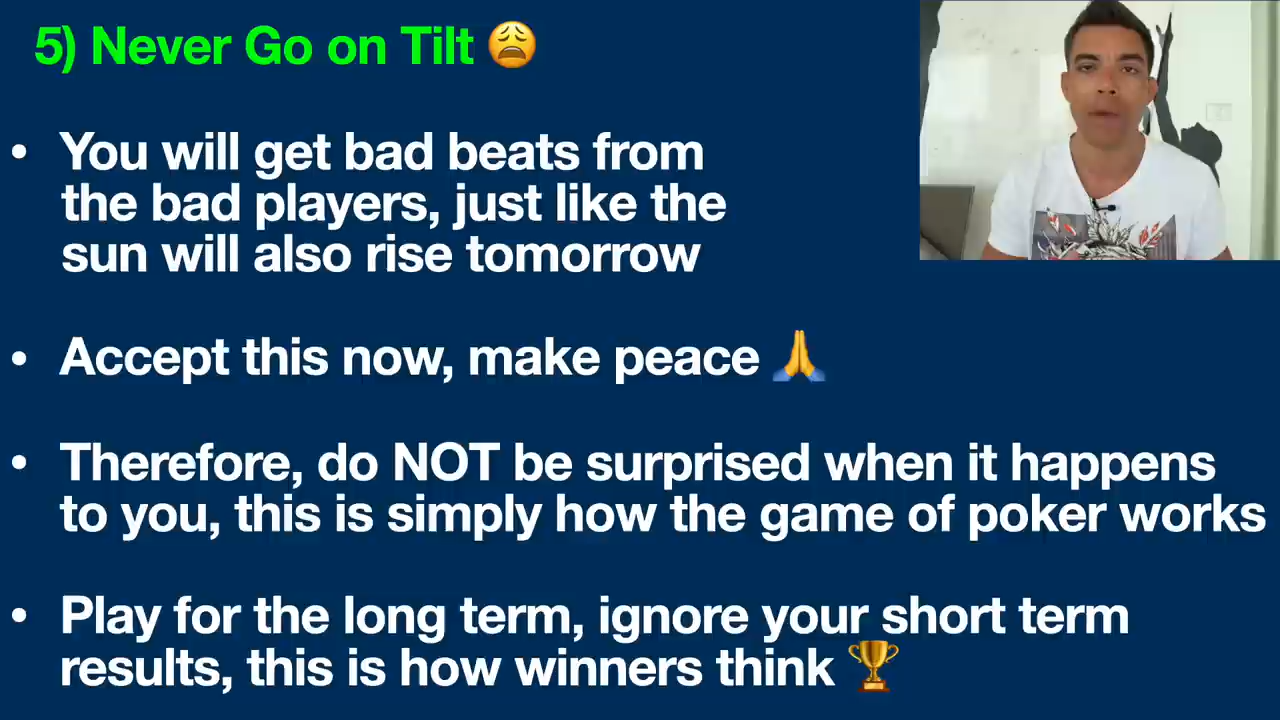 5) Never Go on Tilt 😩
• You will get bad beats from
the bad players, just like the
sun will also rise tomorrow
• Accept this now, make peace 🙏
• Therefore, do NOT be surprised when it happens
to you, this is simply how the game of poker works
• Play for the long term, ignore your short term
results, this is how winners think 🏆